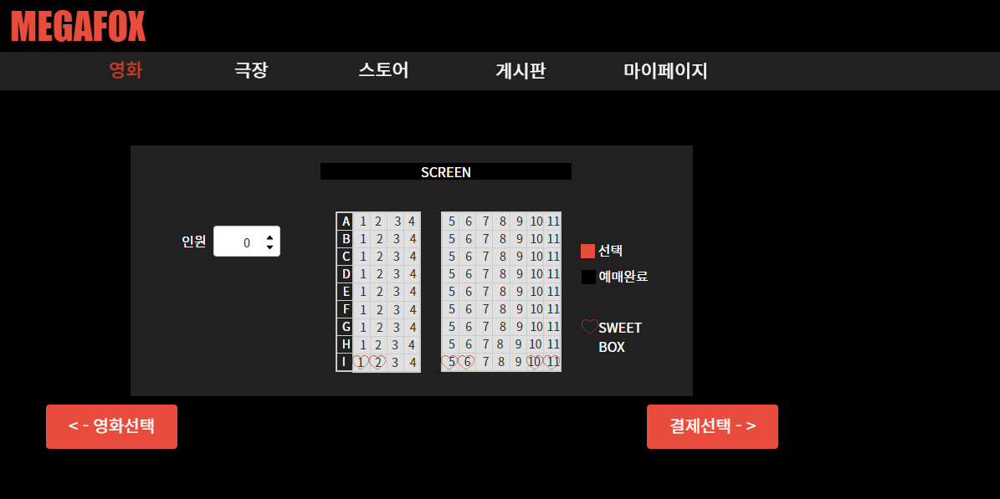 MEGAFOX
영화 극장 스토어 게시판 마이페이지
SCREEN
인원 0
A 1 2 3 4 5 6 7 8 9 10 11
B 1 2 3 4 5 6 7 8 9 10 11
C 1 2 3 4 5 6 7 8 9 10 11
D 1 2 3 4 5 6 7 8 9 10 11
E 1 2 3 4 5 6 7 8 9 10 11
F 1 2 3 4 5 6 7 8 9 10 11
G 1 2 3 4 5 6 7 8 9 10 11
H 1 2 3 4 5 6 7 8 9 10 11
I 1 2 3 4 5 6 7 8 9 10 11
선택
예매완료
SWEET
BOX
< - 영화선택
결제선택 - >